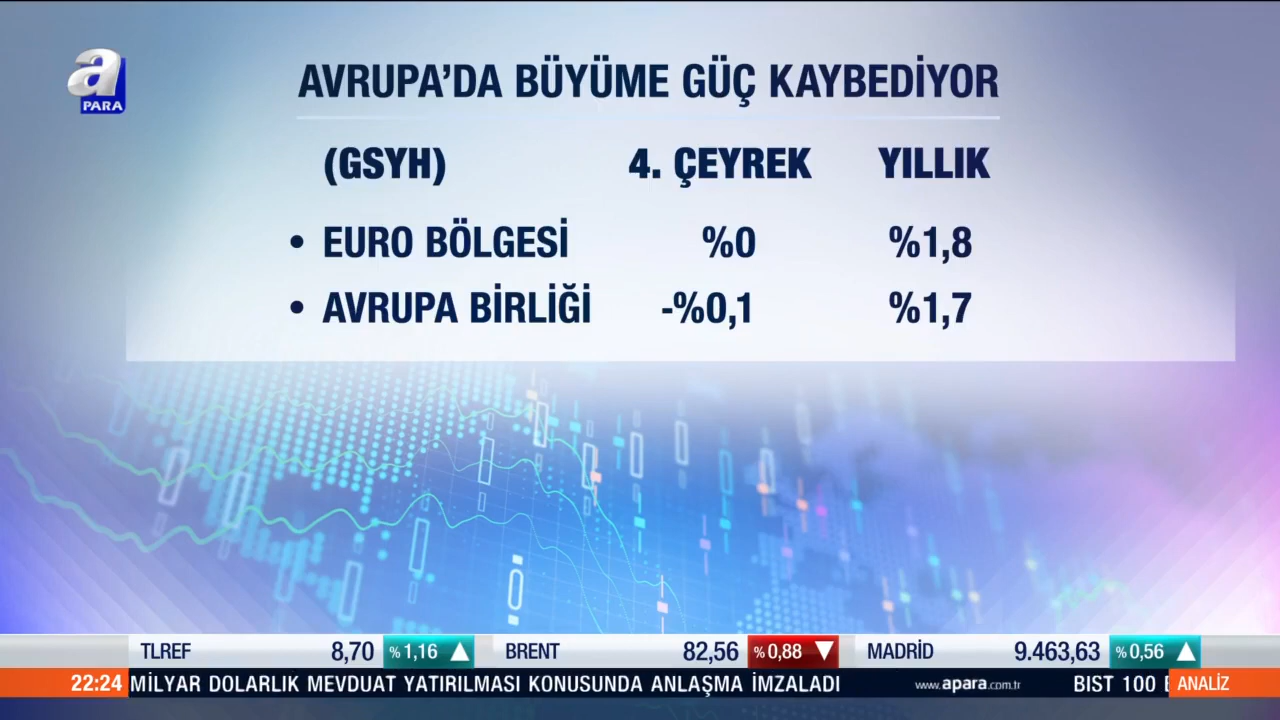 a
PARA
AVRUPA'DA BÜYÜME GÜÇ KAYBEDİYOR
(GSYH) 4. ÇEYREK YILLIK
• EURO BÖLGESİ %0 %1,8
• AVRUPA BİRLİĞİ -%0,1 %1,7
TLREF 8,70 %1,16 ▲ BRENT 82,56 %0,88 ▼ MADRİD 9.463,63 %0,56 ▲
22:24 MİLYAR DOLARLIK MEVDUAT YATIRILMASI KONUSUNDA ANLAŞMA İMZALADI www.apara.com.tr BIST 100 ANALİZ